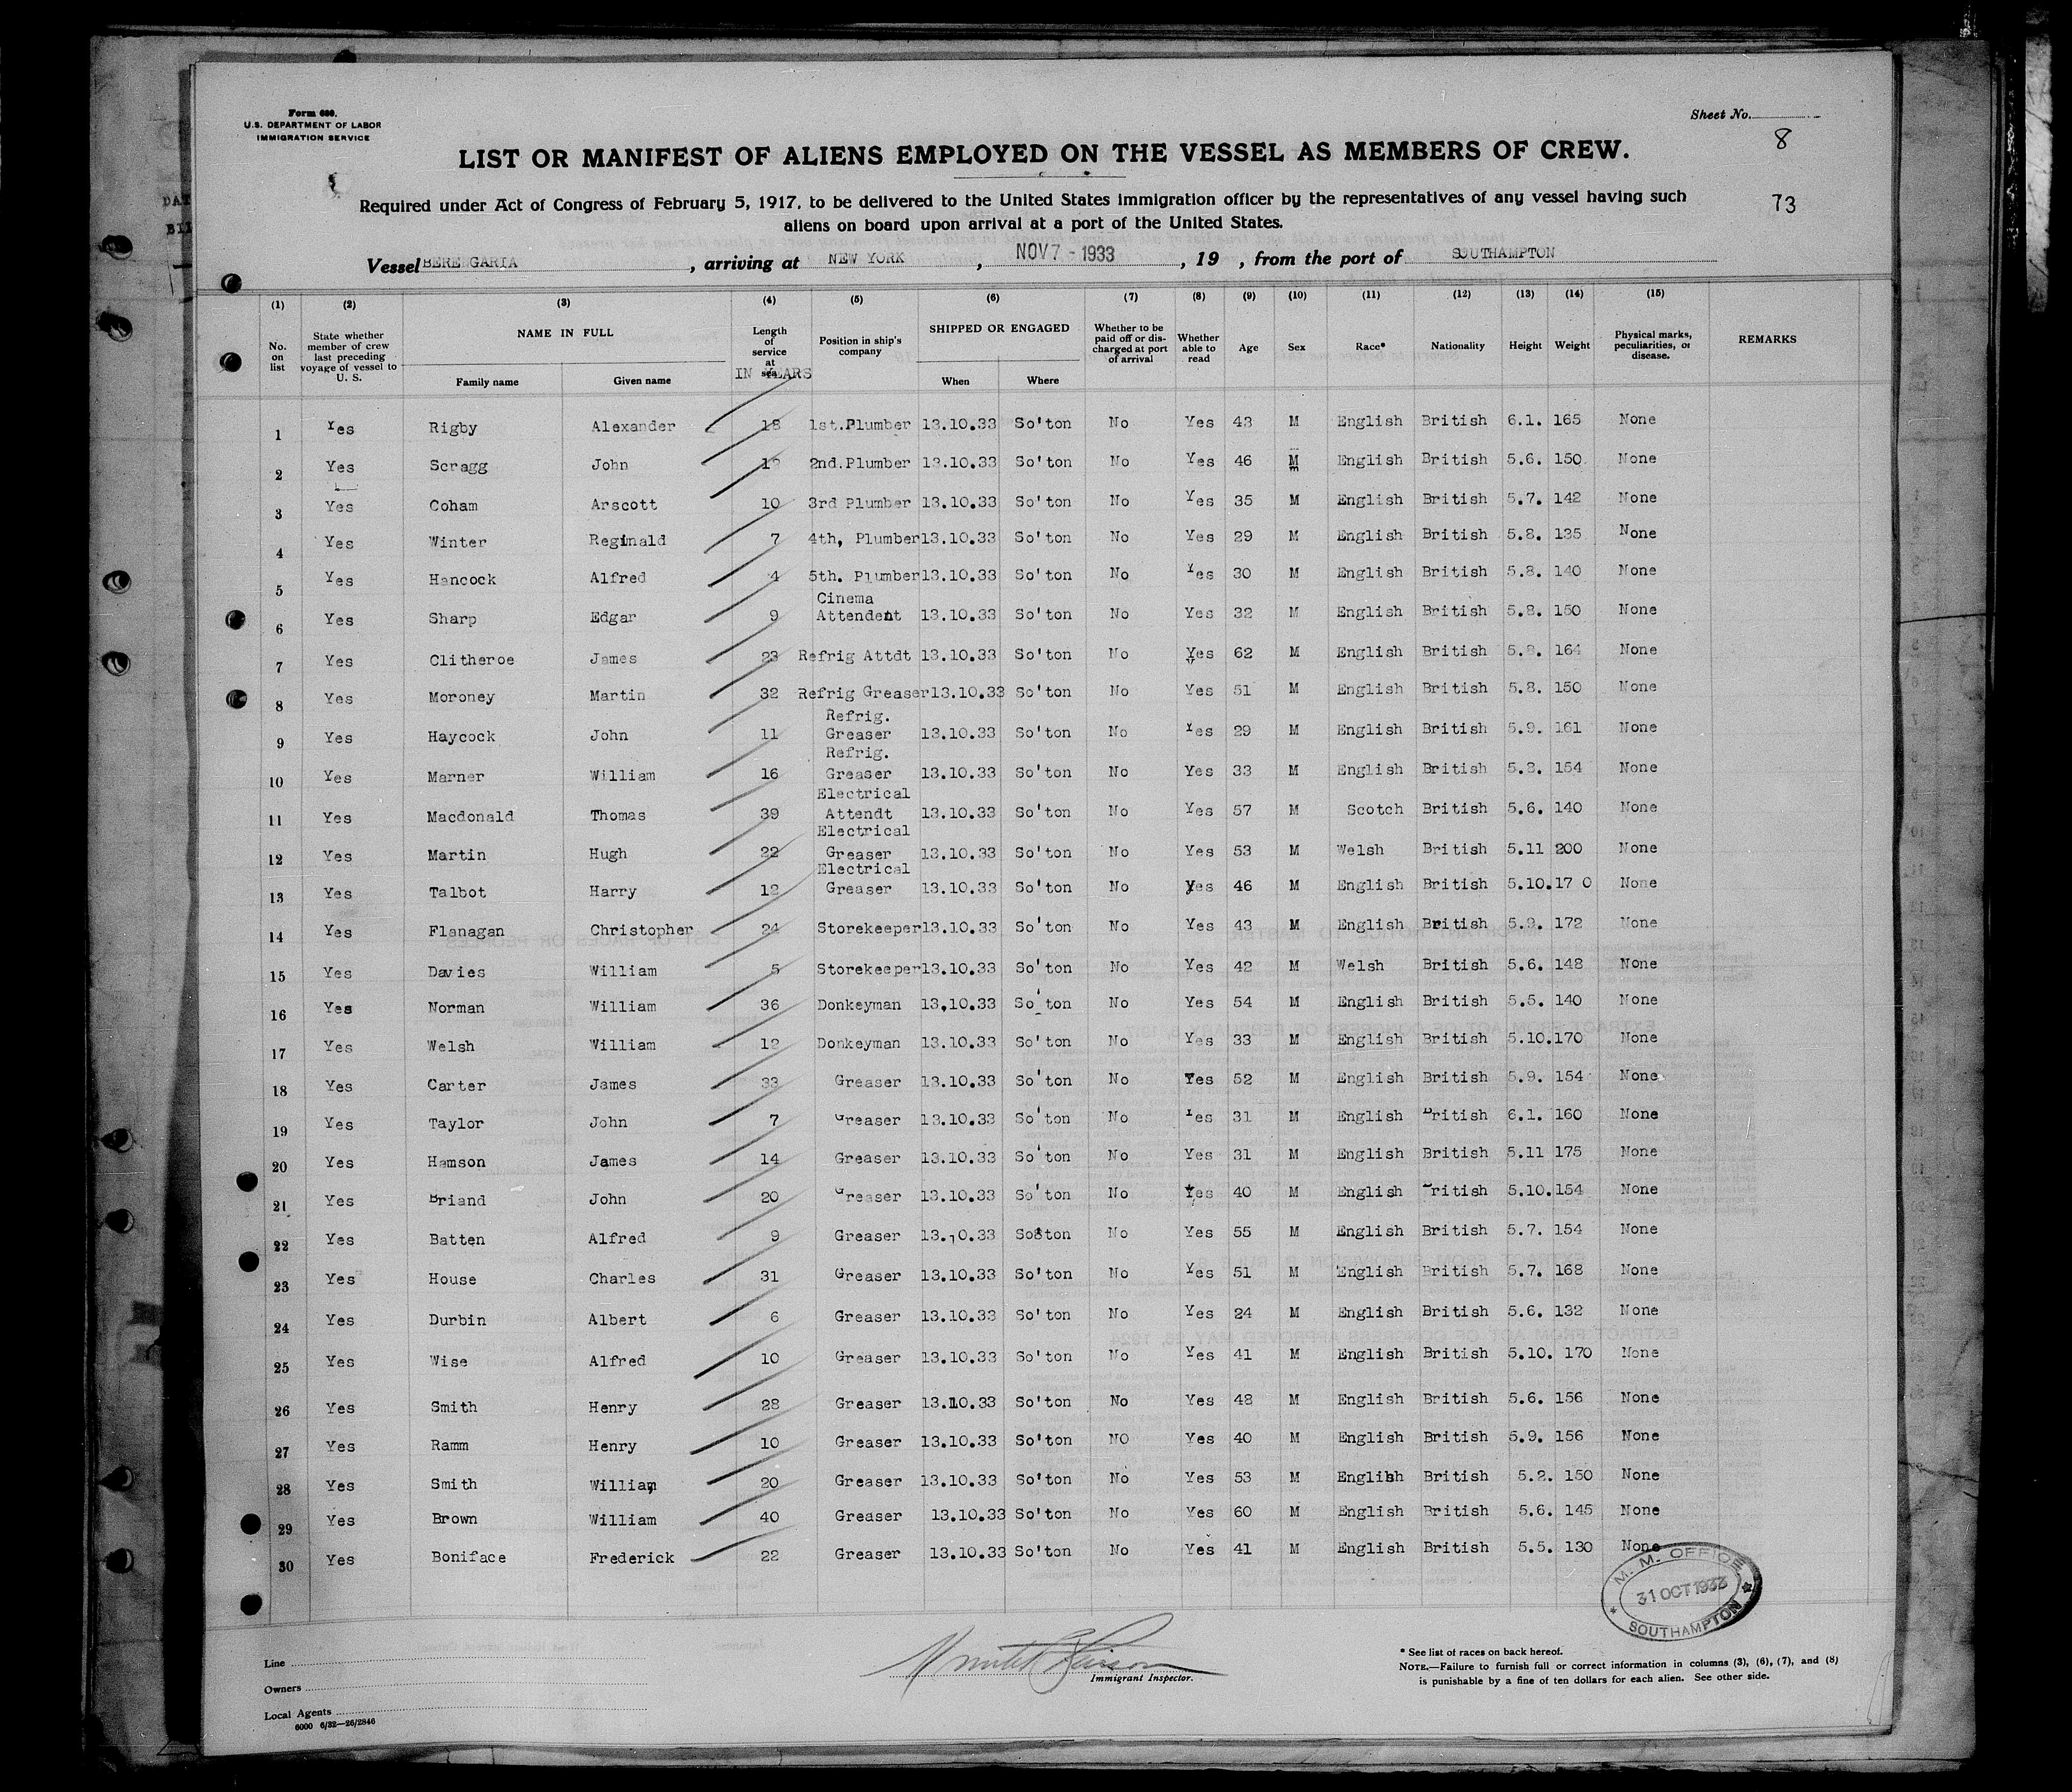 Form 680.
U.S. DEPARTMENT OF LABOR
IMMIGRATION SERVICE
Sheet No.
8
LIST OR MANIFEST OF ALIENS EMPLOYED ON THE VESSEL AS MEMBERS OF CREW.
Required under Act of Congress of February 5, 1917, to be delivered to the United States immigration officer by the representatives of any vessel having such
73
aliens on board upon arrival at a port of the United States.
Vessel BERENGARIA , arriving at NEW YORK , NOV 7 - 1933 , 19 , from the port of SOUTHAMPTON
(1) (2) (3) (4) (5) (6) (7) (8) (9) (10) (11) (12) (13) (14) (15)
No. on list State whether member of crew last preceding voyage of vessel to U. S. NAME IN FULL Family name Given name Length of service at sea IN YEARS Position in ship's company SHIPPED OR ENGAGED When Where Whether to be paid off or discharged at port of arrival Whether able to read Age Sex Race* Nationality Height Weight Physical marks, peculiarities, or disease. REMARKS
1 Yes Rigby Alexander 18 1st.Plumber 13.10.33 So'ton No Yes 43 M English British 6.1. 165 None
2 Yes Scragg John 2nd.Plumber 13.10.33 So'ton No Yes 46 M English British 5.6. 150 None
3 Yes Coham Arscott 10 3rd Plumber 13.10.33 So'ton No Yes 35 M English British 5.7. 142 None
4 Yes Winter Reginald 7 4th, Plumber 13.10.33 So'ton No Yes 29 M English British 5.8. 135 None
5 Yes Hancock Alfred 4 5th. Plumber 13.10.33 So'ton No Yes 30 M English British 5.8. 140 None
6 Yes Sharp Edgar 9 Cinema Attendent 13.10.33 So'ton No Yes 32 M English British 5.8. 150 None
7 Yes Clitheroe James 23 Refrig Attdt 13.10.33 So'ton No Yes 62 M English British 5.8. 164 None
8 Yes Moroney Martin 32 Refrig Greaser 13.10.33 So'ton No Yes 51 M English British 5.8. 150 None
9 Yes Haycock John 11 Refrig. Greaser 13.10.33 So'ton No Yes 29 M English British 5.9. 161 None
10 Yes Marner William 16 Refrig. Greaser 13.10.33 So'ton No Yes 33 M English British 5.8. 154 None
11 Yes Macdonald Thomas 39 Electrical Attendt 13.10.33 So'ton No Yes 57 M Scotch British 5.6. 140 None
12 Yes Martin Hugh 22 Electrical Greaser 13.10.33 So'ton No Yes 53 M Welsh British 5.11 200 None
13 Yes Talbot Harry 12 Electrical Greaser 13.10.33 So'ton No Yes 46 M English British 5.10. 17 0 None
14 Yes Flanagan Christopher 24 Storekeeper 13.10.33 So'ton No Yes 43 M English British 5.9. 172 None
15 Yes Davies William 5 Storekeeper 13.10.33 So'ton No Yes 42 M Welsh British 5.6. 148 None
16 Yes Norman William 36 Donkeyman 13.10.33 So'ton No Yes 54 M English British 5.5. 140 None
17 Yes Welsh William 12 Donkeyman 13.10.33 So'ton No Yes 33 M English British 5.10. 170 None
18 Yes Carter James 33 Greaser 13.10.33 So'ton No Yes 52 M English British 5.9. 154 None
19 Yes Taylor John 7 Greaser 13.10.33 So'ton No Yes 31 M English British 6.1. 160 None
20 Yes Hamson James 14 Greaser 13.10.33 So'ton No Yes 31 M English British 5.11 175 None
21 Yes Briand John 20 Greaser 13.10.33 So'ton No Yes 40 M English British 5.10. 154 None
22 Yes Batten Alfred 9 Greaser 13.10.33 So'ton No Yes 55 M English British 5.7. 154 None
23 Yes House Charles 31 Greaser 13.10.33 So'ton No Yes 51 M English British 5.7. 168 None
24 Yes Durbin Albert 6 Greaser 13.10.33 So'ton No Yes 24 M English British 5.6. 132 None
25 Yes Wise Alfred 10 Greaser 13.10.33 So'ton No Yes 41 M English British 5.10. 170 None
26 Yes Smith Henry 28 Greaser 13.10.33 So'ton No Yes 48 M English British 5.6. 156 None
27 Yes Ramm Henry 10 Greaser 13.10.33 So'ton NO Yes 40 M English British 5.9. 156 None
28 Yes Smith William 20 Greaser 13.10.33 So'ton No Yes 53 M English British 5.2. 150 None
29 Yes Brown William 40 Greaser 13.10.33 So'ton No Yes 60 M English British 5.6. 145 None
30 Yes Boniface Frederick 22 Greaser 13.10.33 So'ton No Yes 41 M English British 5.5. 130 None
M. M. OFFICE
31 OCT 1933
SOUTHAMPTON
Line
Owners
Local Agents
6000 6/32—26/2846
Immigrant Inspector.
* See list of races on back hereof.
NOTE.—Failure to furnish full or correct information in columns (3), (6), (7), and (8)
is punishable by a fine of ten dollars for each alien. See other side.